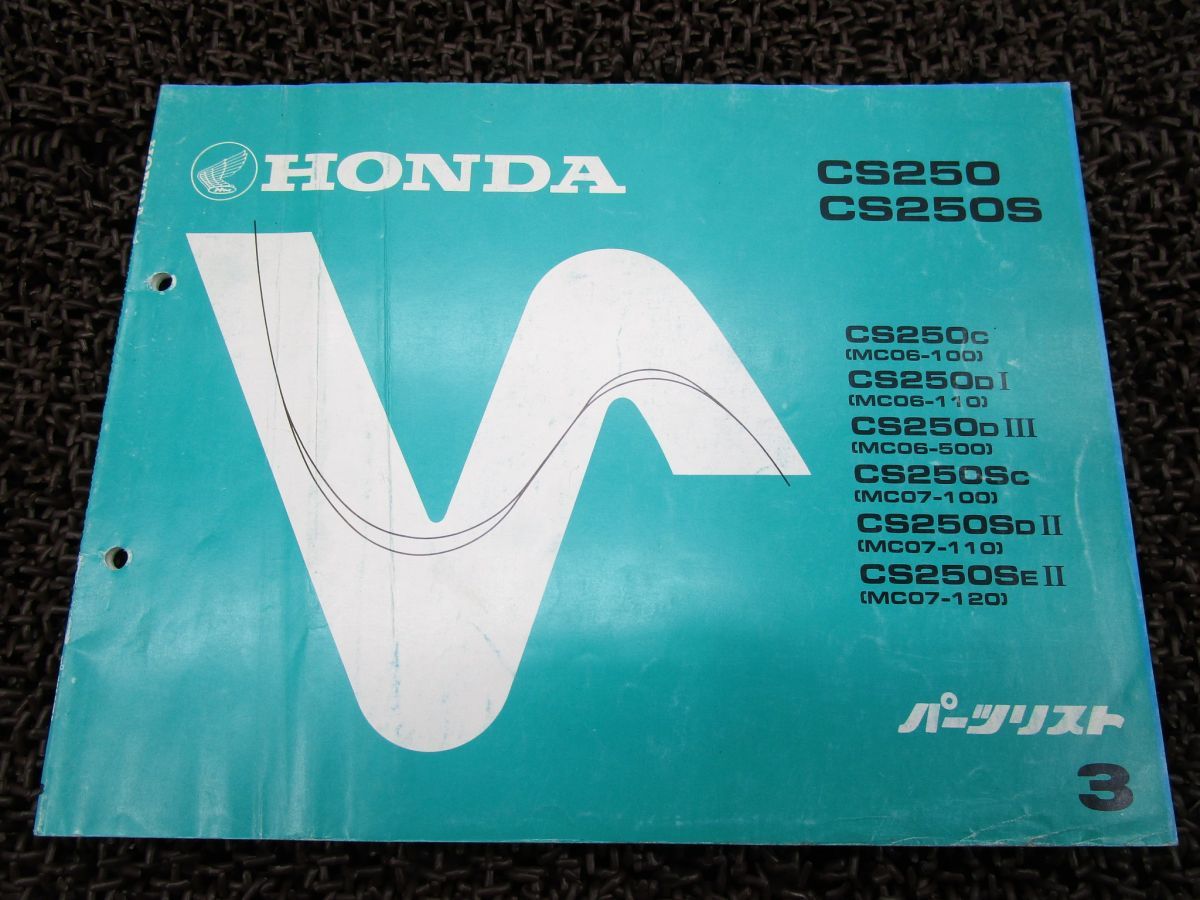 HONDA
CS250
CS250S
CS250C
(MC06-100)
CS250D I
(MC06-110)
CS250D III
(MC06-500)
CS250SC
(MC07-100)
CS250SD II
(MC07-110)
CS250SE II
(MC07-120)
パーツリスト
3